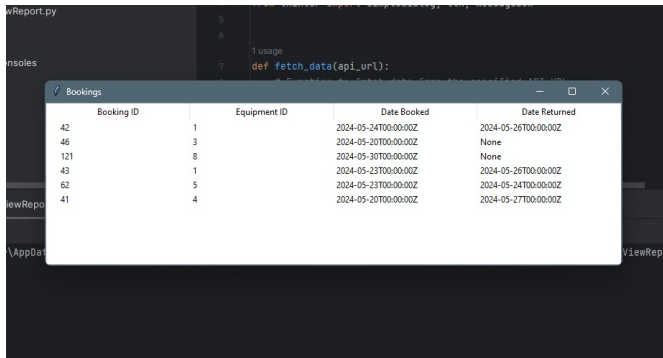 wReport.py
5
6
1 usage
nsoles
7 def fetch_data(api_url):
Bookings
Booking ID Equipment ID Date Booked Date Returned
42 1 2024-05-24T00:00:00Z 2024-05-26T00:00:00Z
46 3 2024-05-20T00:00:00Z None
121 8 2024-05-30T00:00:00Z None
43 1 2024-05-23T00:00:00Z 2024-05-26T00:00:00Z
62 5 2024-05-23T00:00:00Z 2024-05-24T00:00:00Z
41 4 2024-05-20T00:00:00Z 2024-05-27T00:00:00Z
iewRepo
\AppDat ViewRep